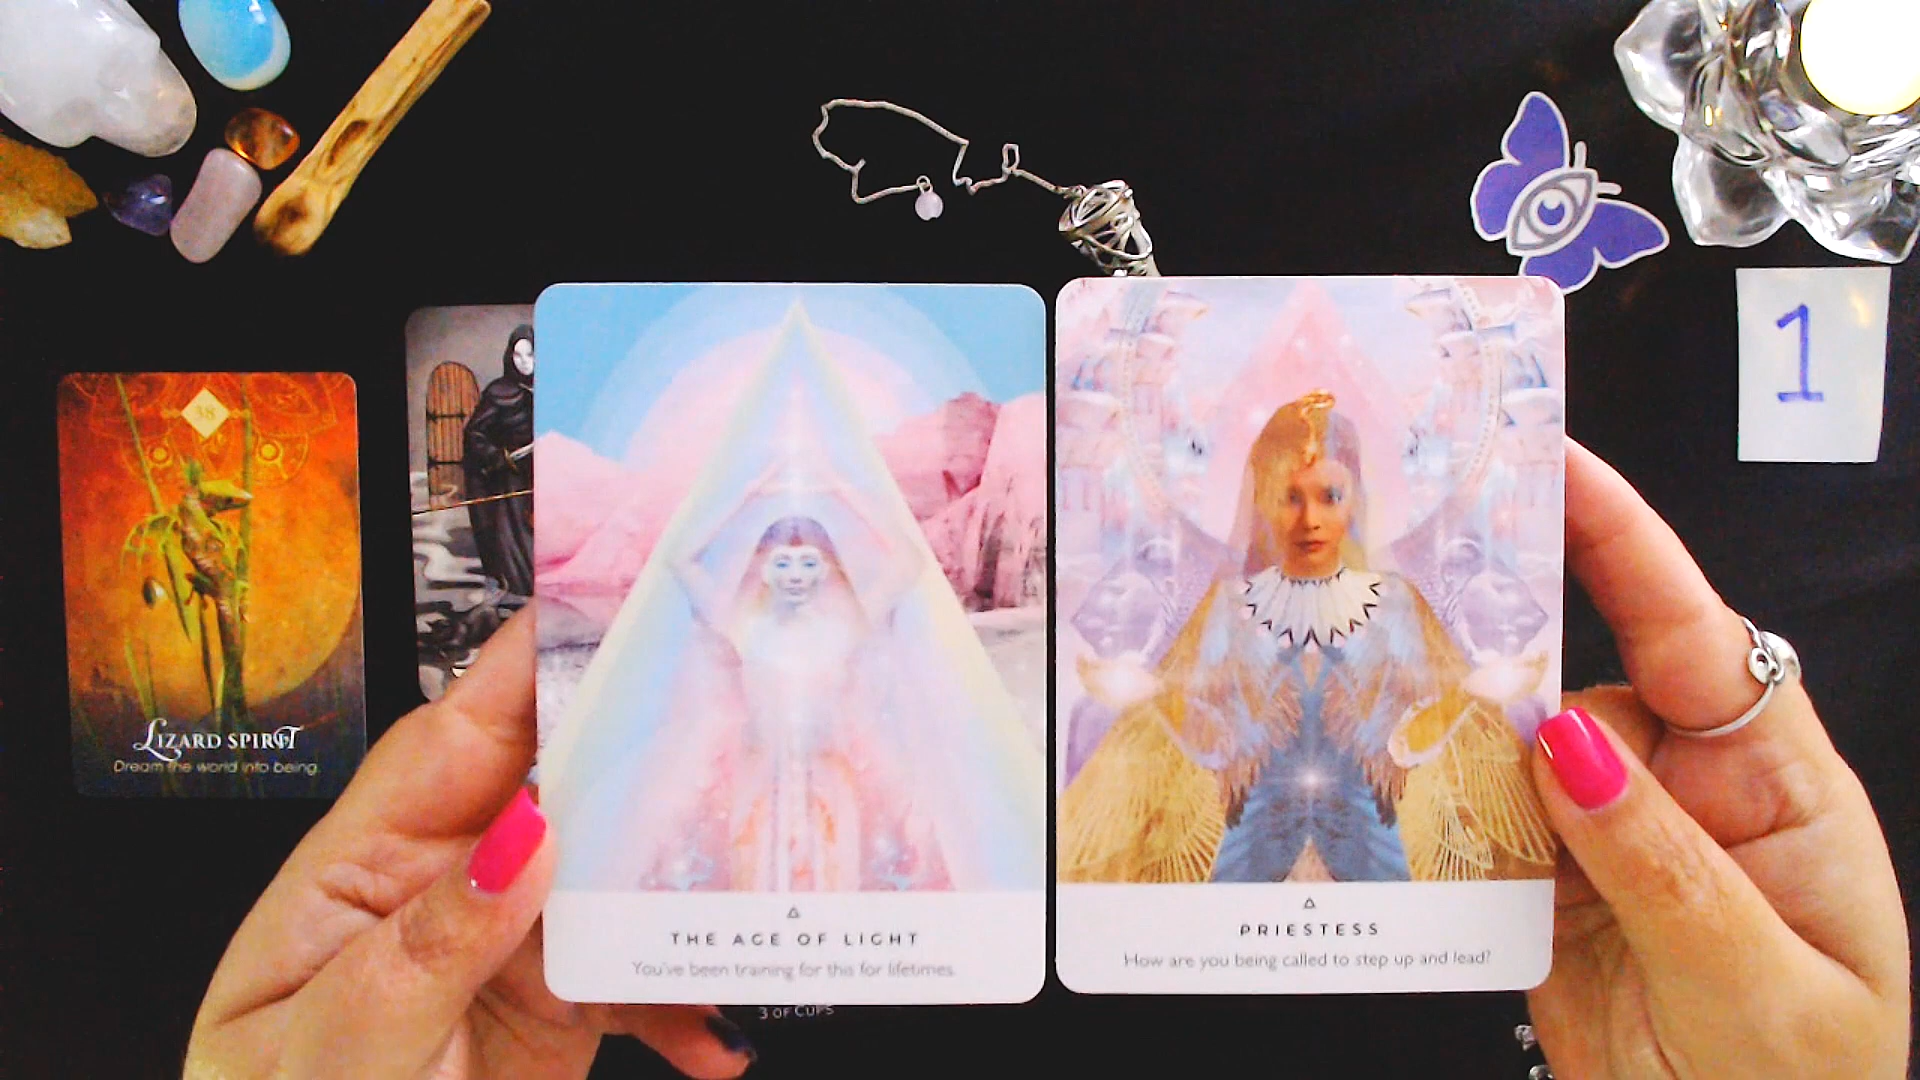 1
38
LIZARD SPIRIT
Dream the world into being.
THE AGE OF LIGHT
You've been training for this for lifetimes.
PRIESTESS
How are you being called to step up and lead?
3 OF CUPS